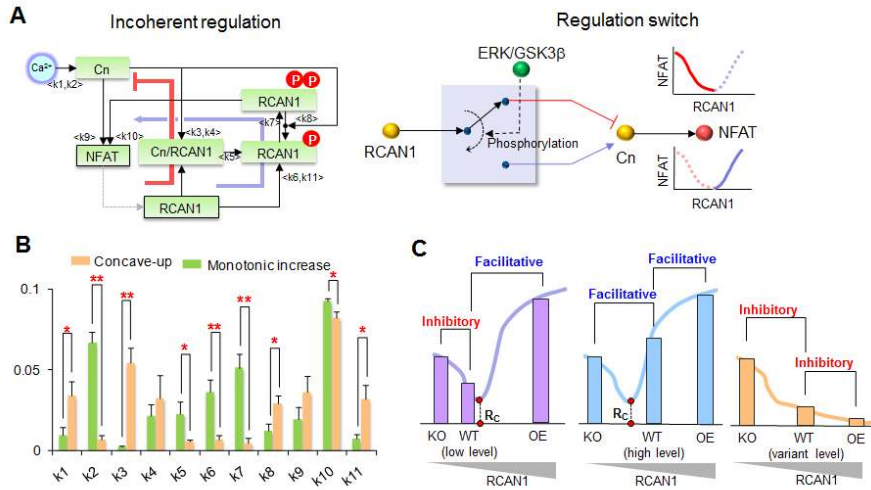 A
Incoherent regulation
Regulation switch
Ca²⁺
Cn
<k1,k2>
P P
RCAN1
<k7>
<k8>
P
<k9>
<k10>
<k3,k4>
NFAT
Cn/RCAN1
<k5>
RCAN1
<k6,k11>
RCAN1
ERK/GSK3β
RCAN1
Phosphorylation
Cn
NFAT
NFAT
RCAN1
NFAT
RCAN1
B
Concave-up
Monotonic increase
0.1
0.05
0
* ** ** * ** ** * * *
k1 k2 k3 k4 k5 k6 k7 k8 k9 k10 k11
C
Facilitative
Inhibitory
Rc
KO WT OE
(low level)
RCAN1
Facilitative
Facilitative
Rc
KO WT OE
(high level)
RCAN1
Inhibitory
Inhibitory
KO WT OE
(variant level)
RCAN1